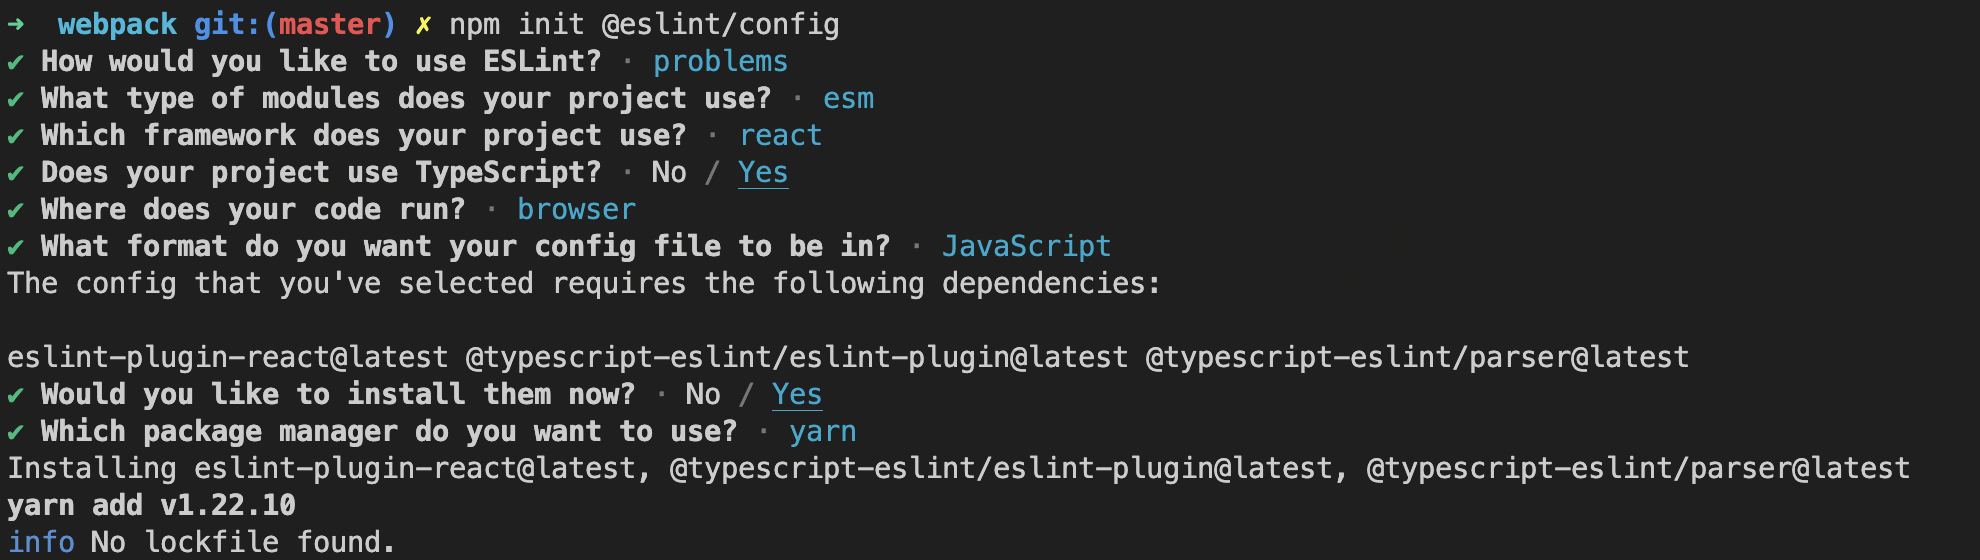 ➜  webpack git:(master) ✗ npm init @eslint/config
✔ How would you like to use ESLint? · problems
✔ What type of modules does your project use? · esm
✔ Which framework does your project use? · react
✔ Does your project use TypeScript? · No / Yes
✔ Where does your code run? · browser
✔ What format do you want your config file to be in? · JavaScript
The config that you've selected requires the following dependencies:

eslint-plugin-react@latest @typescript-eslint/eslint-plugin@latest @typescript-eslint/parser@latest
✔ Would you like to install them now? · No / Yes
✔ Which package manager do you want to use? · yarn
Installing eslint-plugin-react@latest, @typescript-eslint/eslint-plugin@latest, @typescript-eslint/parser@latest
yarn add v1.22.10
info No lockfile found.